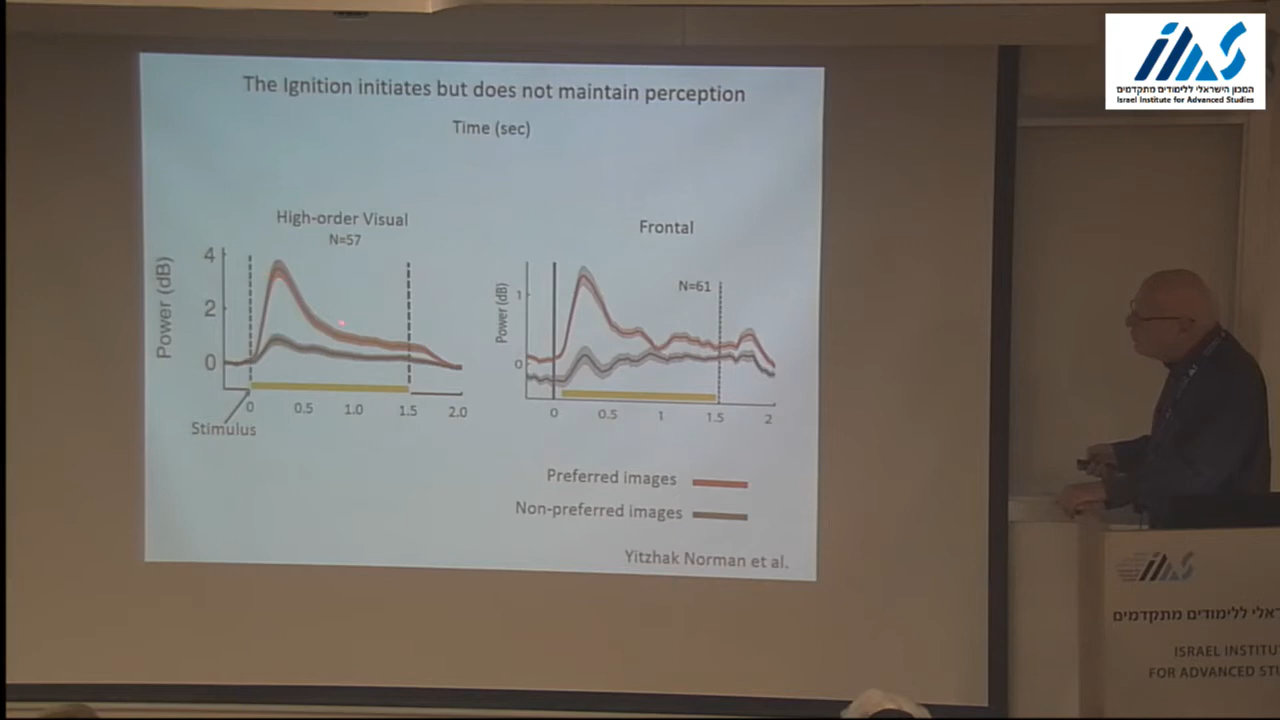 The Ignition initiates but does not maintain perception
Time (sec)
High-order Visual
N=57
Power (dB)
4
2
0
0 0.5 1.0 1.5 2.0
Stimulus
Frontal
N=61
Power (dB)
1
0
0 0.5 1 1.5 2
Preferred images
Non-preferred images
Yitzhak Norman et al.
המכון הישראלי ללימודים מתקדמים
Israel Institute for Advanced Studies
ללימודים מתקדמים
ISRAEL INSTITU
FOR ADVANCED STU